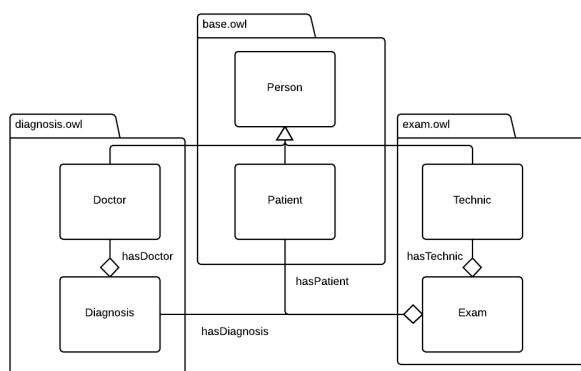 base.owl
Person
diagnosis.owl
exam.owl
Doctor
Patient
Technic
hasDoctor
hasTechnic
hasPatient
Diagnosis
Exam
hasDiagnosis